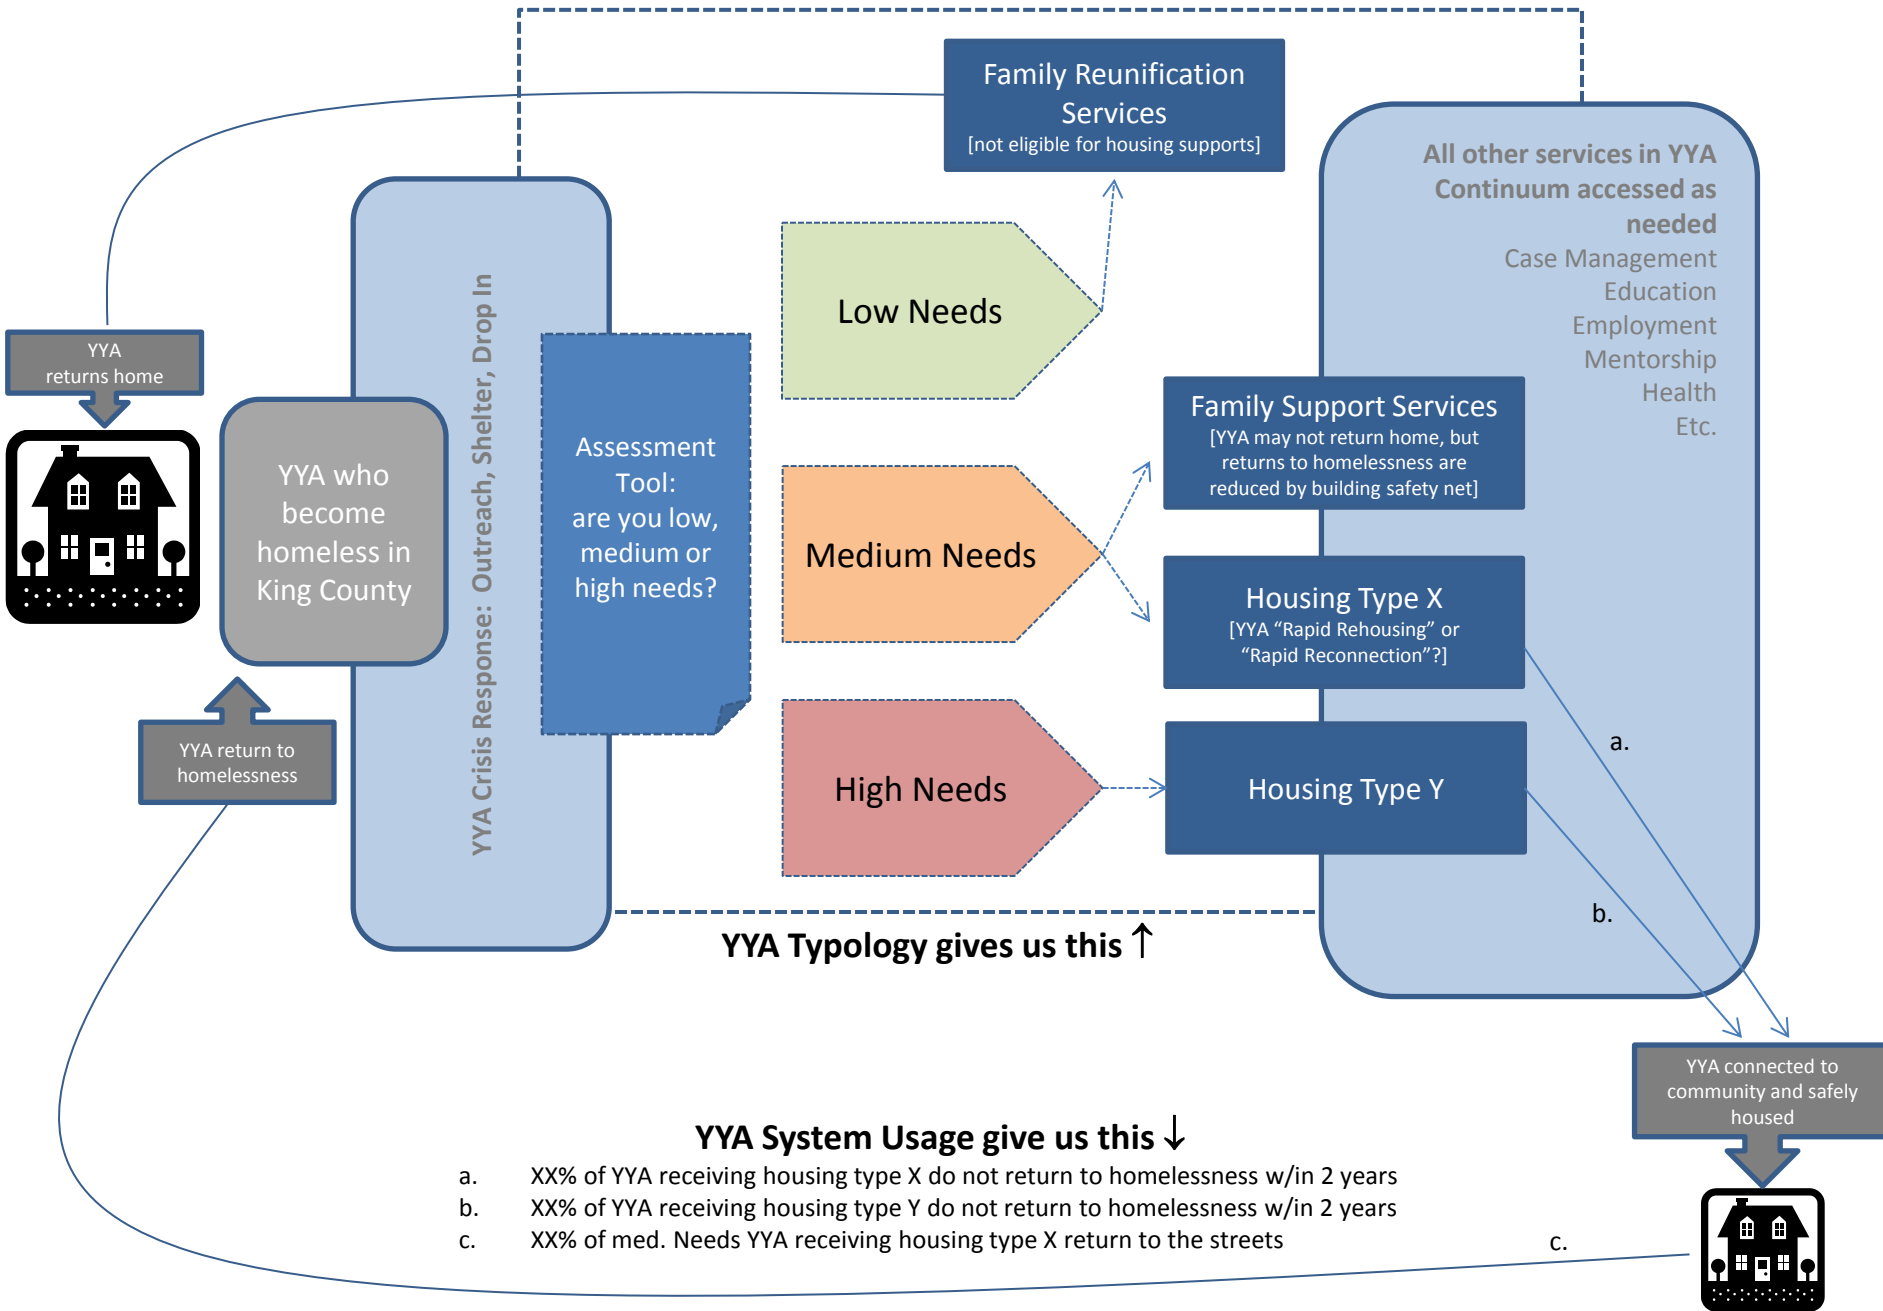 Family Reunification
Services
[not eligible for housing supports]
All other services in YYA
Continuum accessed as
needed
Case Management
Education
Employment
Mentorship
Health
Etc.
YYA
returns home
YYA who
become
homeless in
King County
YYA return to
homelessness
YYA Crisis Response:  Outreach, Shelter, Drop In
Assessment
Tool:
are you low,
medium or
high needs?
Low Needs
Medium Needs
High Needs
Family Support Services
[YYA may not return home, but
returns to homelessness are
reduced by building safety net]
Housing Type X
[YYA “Rapid Rehousing” or
“Rapid Reconnection”?]
Housing Type Y
a.
b.
YYA Typology gives us this ↑
YYA connected to
community and safely
housed
YYA System Usage give us this ↓
a. XX% of YYA receiving housing type X do not return to homelessness w/in 2 years
b. XX% of YYA receiving housing type Y do not return to homelessness w/in 2 years
c. XX% of med. Needs YYA receiving housing type X return to the streets
c.